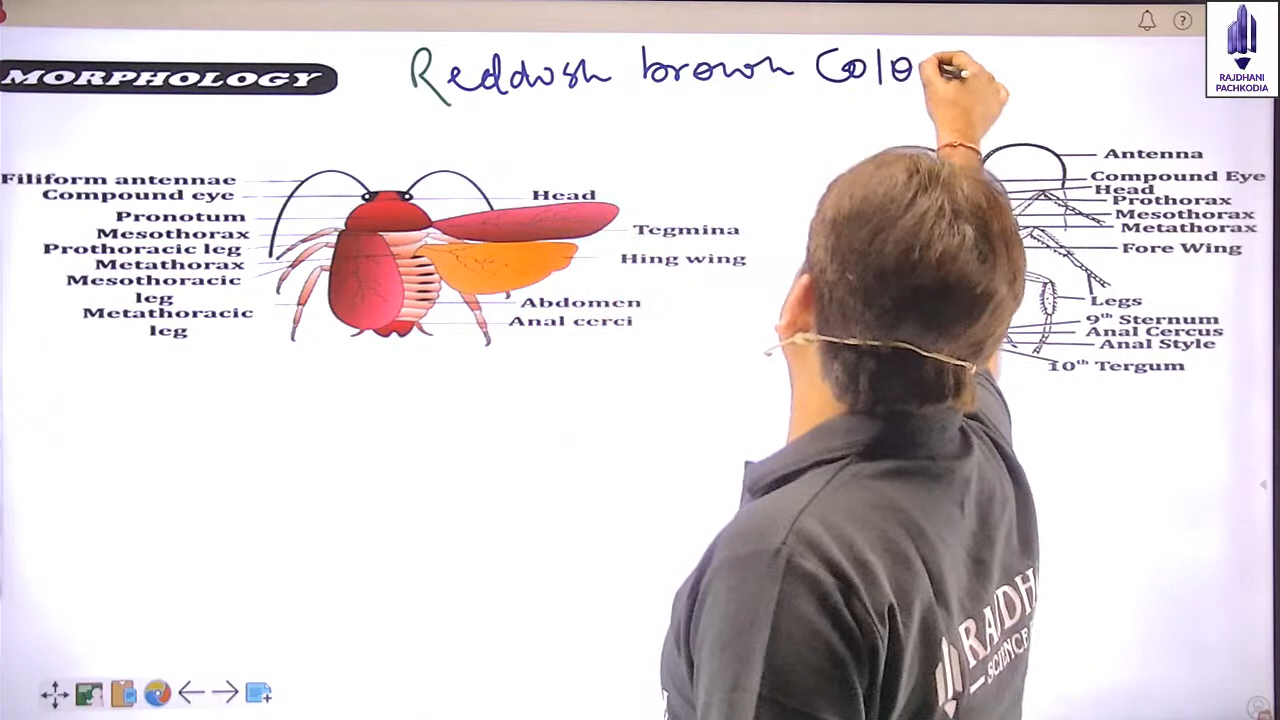 MORPHOLOGY
Reddish brown Colo
RAJDHANI
PACHKODIA
Filiform antennae
Compound eye
Pronotum
Mesothorax
Prothoracic leg
Metathorax
Mesothoracic
leg
Metathoracic
leg
Head
Tegmina
Hing wing
Abdomen
Anal cerci
Antenna
Compound Eye
Head
Prothorax
Mesothorax
Metathorax
Fore Wing
Legs
9th Sternum
Anal Cercus
Anal Style
10th Tergum